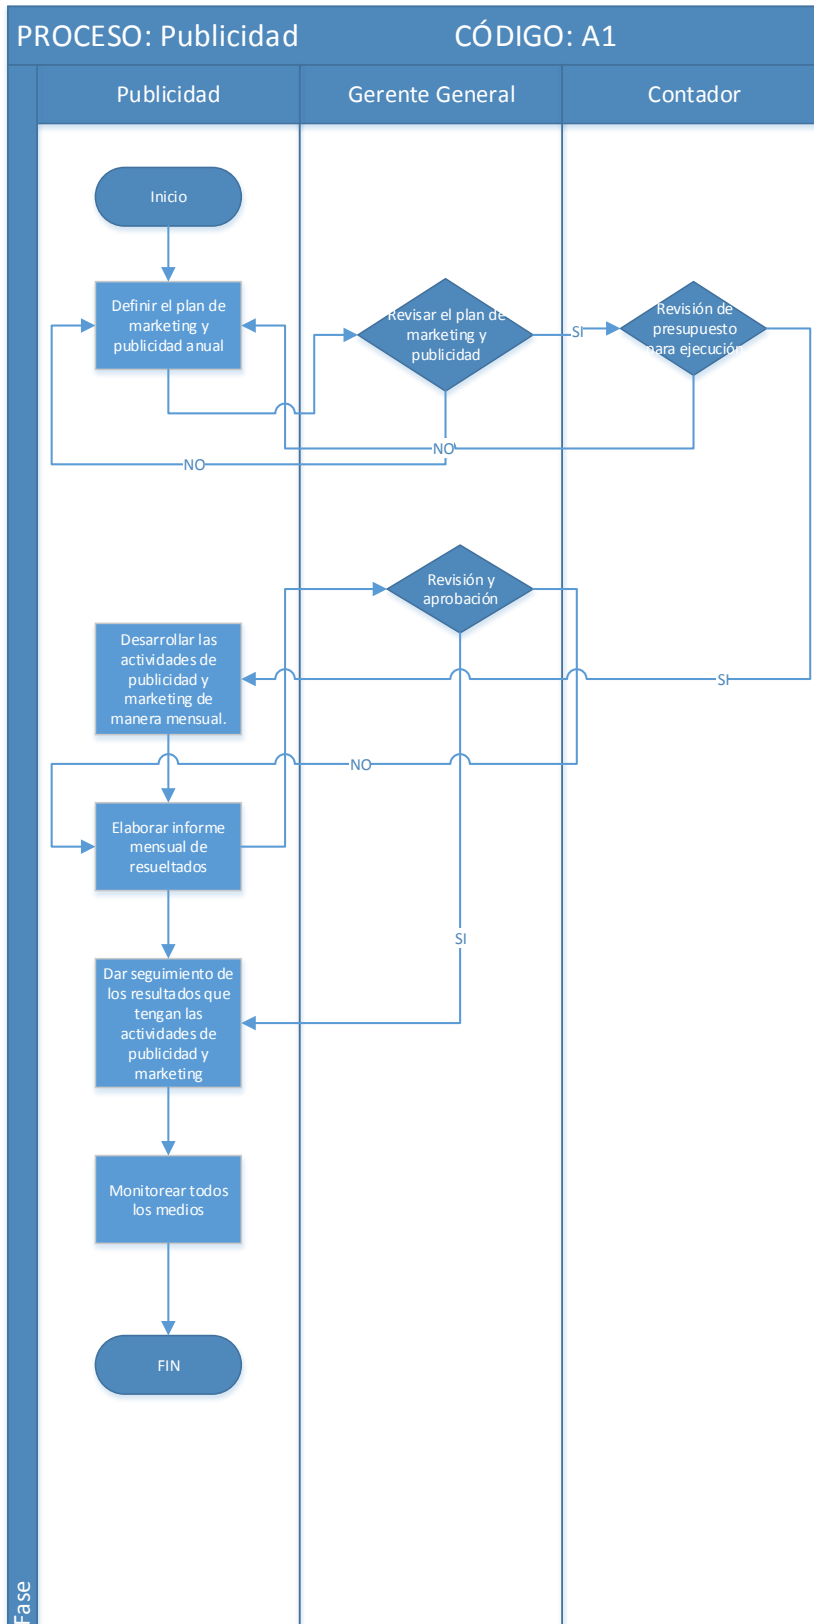 PROCESO: Publicidad CÓDIGO: A1
Publicidad
Gerente General
Contador
Inicio
Definir el plan de
marketing y
publicidad anual
Revisar el plan de
marketing y
publicidad
SI
Revisión de
presupuesto
para ejecución
NO
NO
Revisión y
aprobación
Desarrollar las
actividades de
publicidad y
marketing de
manera mensual.
SI
NO
Elaborar informe
mensual de
resueltados
SI
Dar seguimiento de
los resultados que
tengan las
actividades de
publicidad y
marketing
Monitorear todos
los medios
FIN
Fase